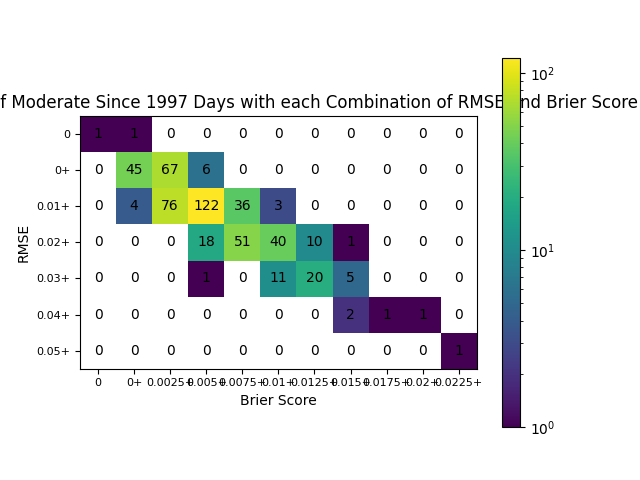 f Moderate Since 1997 Days with each Combination of RMSE and Brier Score
RMSE
0 1 1 0 0 0 0 0 0 0 0 0
0+ 0 45 67 6 0 0 0 0 0 0 0
0.01+ 0 4 76 122 36 3 0 0 0 0 0
0.02+ 0 0 0 18 51 40 10 1 0 0 0
0.03+ 0 0 0 1 0 11 20 5 0 0 0
0.04+ 0 0 0 0 0 0 0 2 1 1 0
0.05+ 0 0 0 0 0 0 0 0 0 0 1
0 0+ 0.0025+ 0.005+ 0.0075+ 0.01+ 0.0125+ 0.015+ 0.0175+ 0.02+ 0.0225+
Brier Score
10²
10¹
10⁰